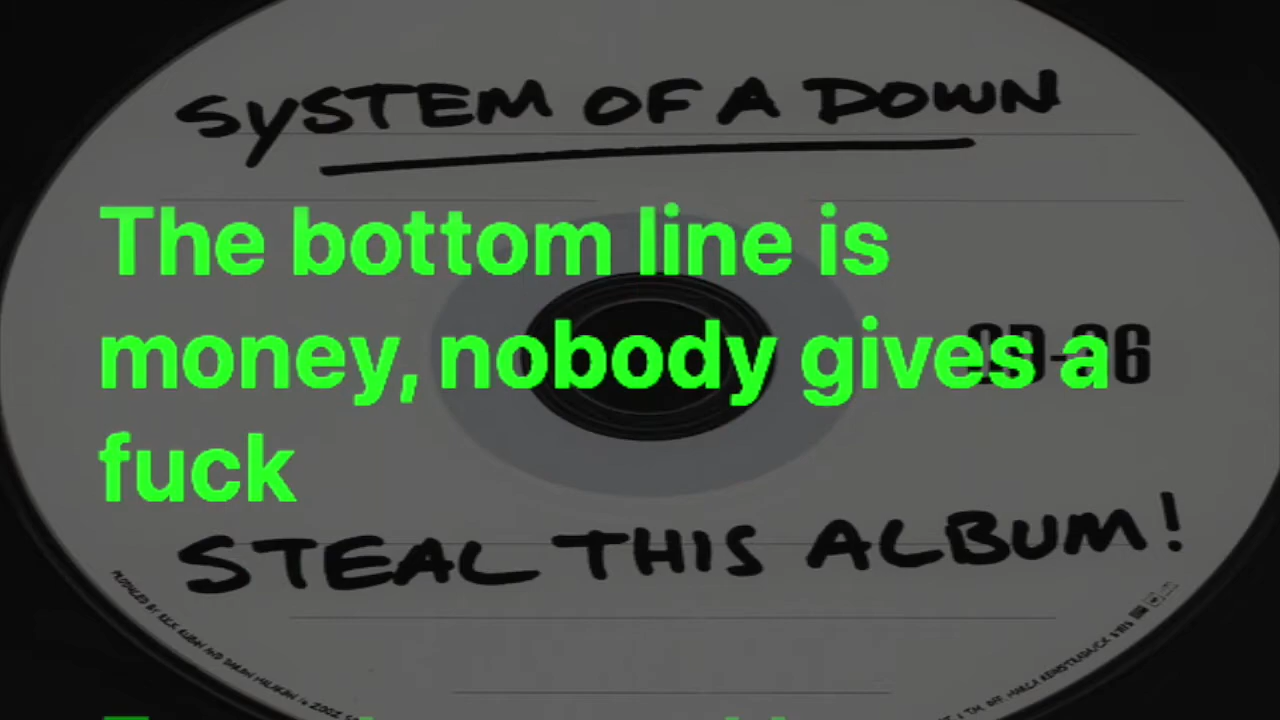 SYSTEM OF A DOWN
The bottom line is
money, nobody gives a
fuck
STEAL THIS ALBUM!